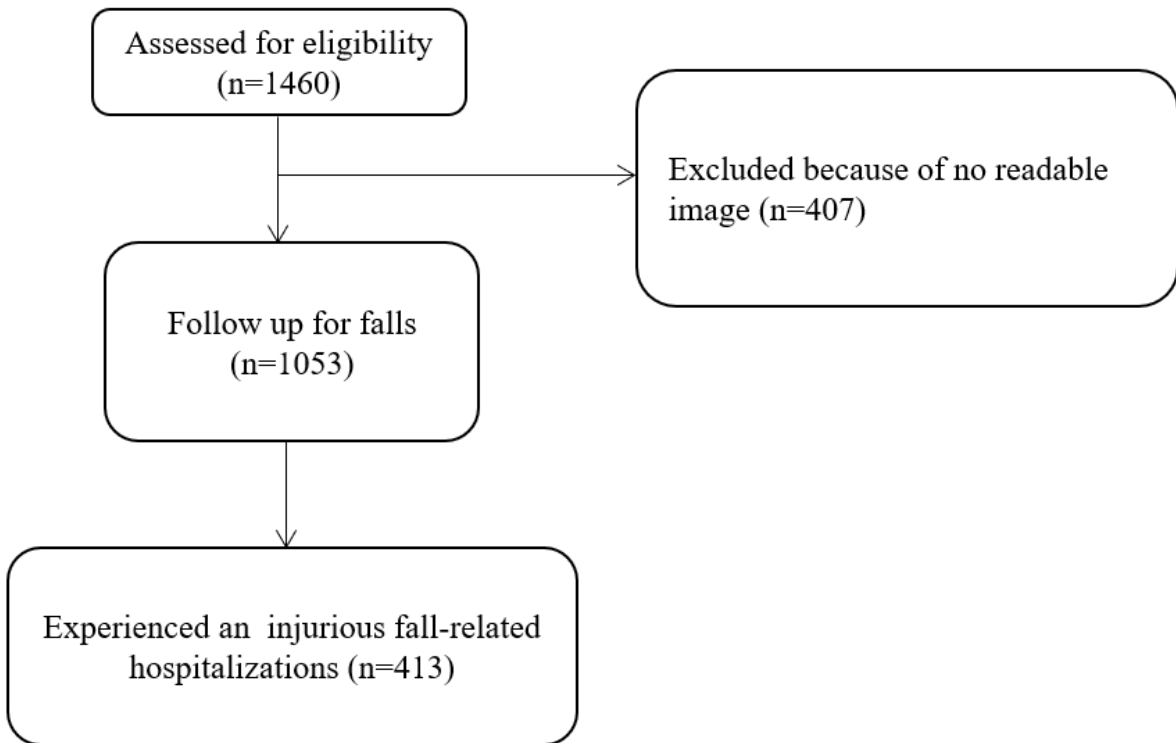 Assessed for eligibility
(n=1460)
Excluded because of no readable
image (n=407)
Follow up for falls
(n=1053)
Experienced an  injurious fall-related
hospitalizations (n=413)